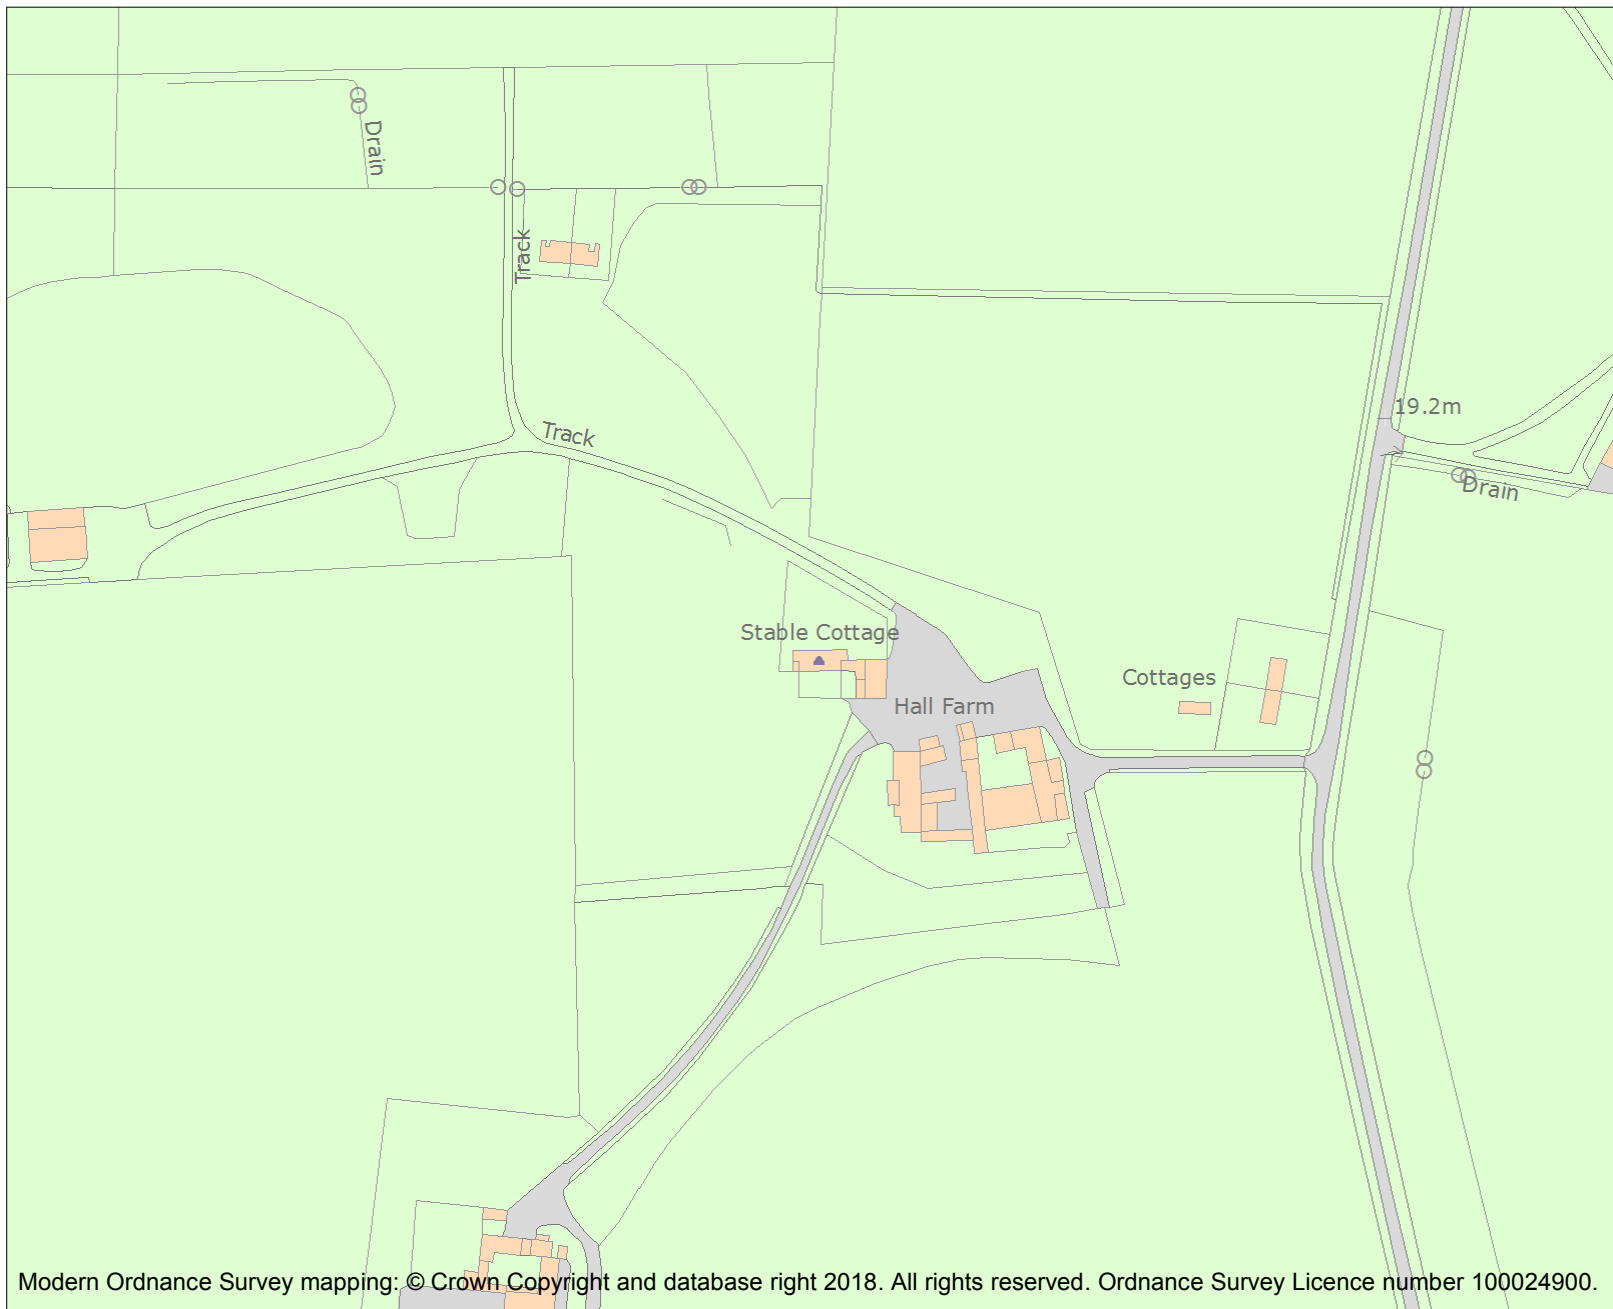 Drain
Track
Track
19.2m
Drain
Stable Cottage
Cottages
Hall Farm
Modern Ordnance Survey mapping: © Crown Copyright and database right 2018. All rights reserved. Ordnance Survey Licence number 100024900.